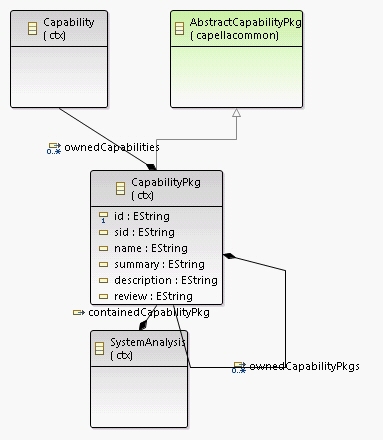 Capability
( ctx)
AbstractCapabilityPkg
( capellacommon)
0..*
ownedCapabilities
CapabilityPkg
( ctx)
1
id : EString
sid : EString
name : EString
summary : EString
description : EString
review : EString
containedCapabilityPkg
SystemAnalysis
( ctx)
0..*
ownedCapabilityPkgs